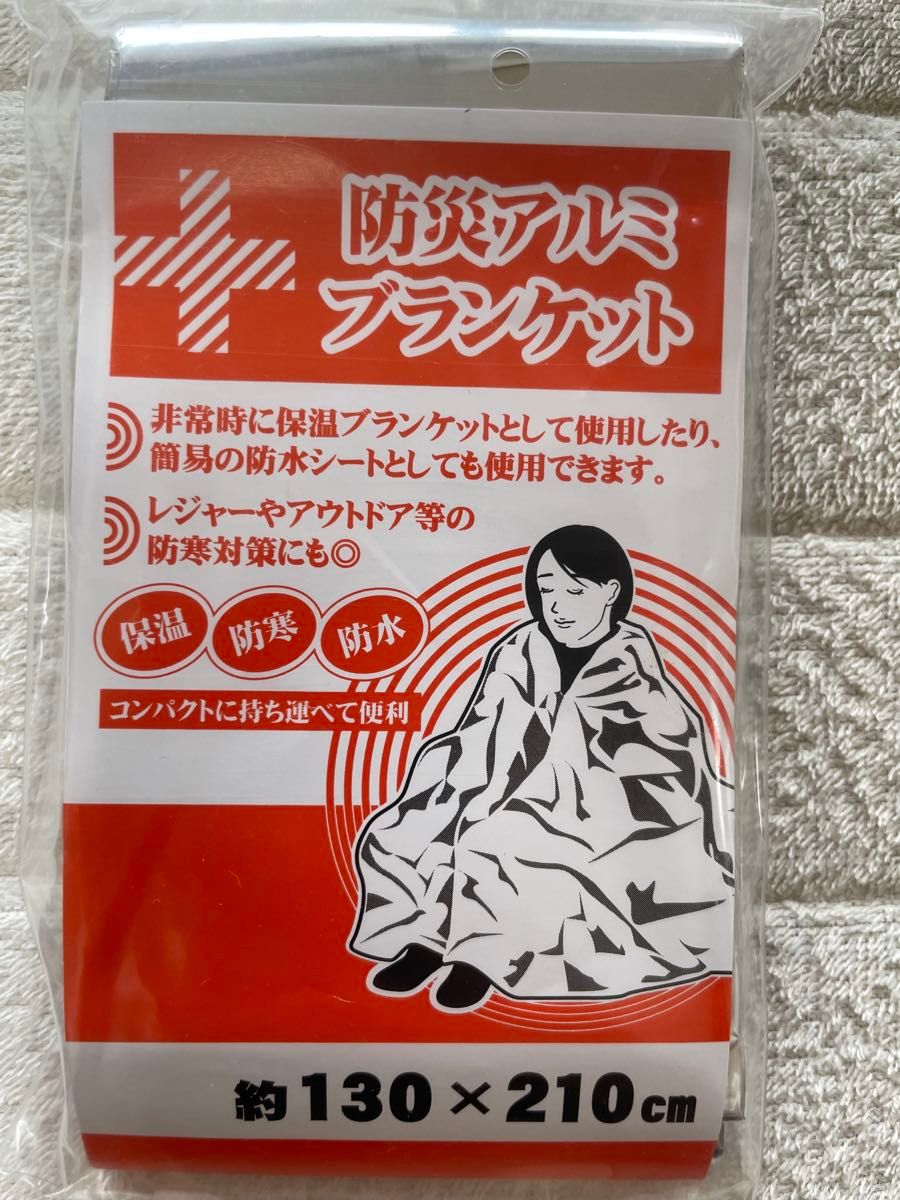 防災アルミ
ブランケット
非常時に保温ブランケットとして使用したり、
簡易の防水シートとしても使用できます。
レジャーやアウトドア等の
防寒対策にも◎
保温 防寒 防水
コンパクトに持ち運べて便利
約130×210cm